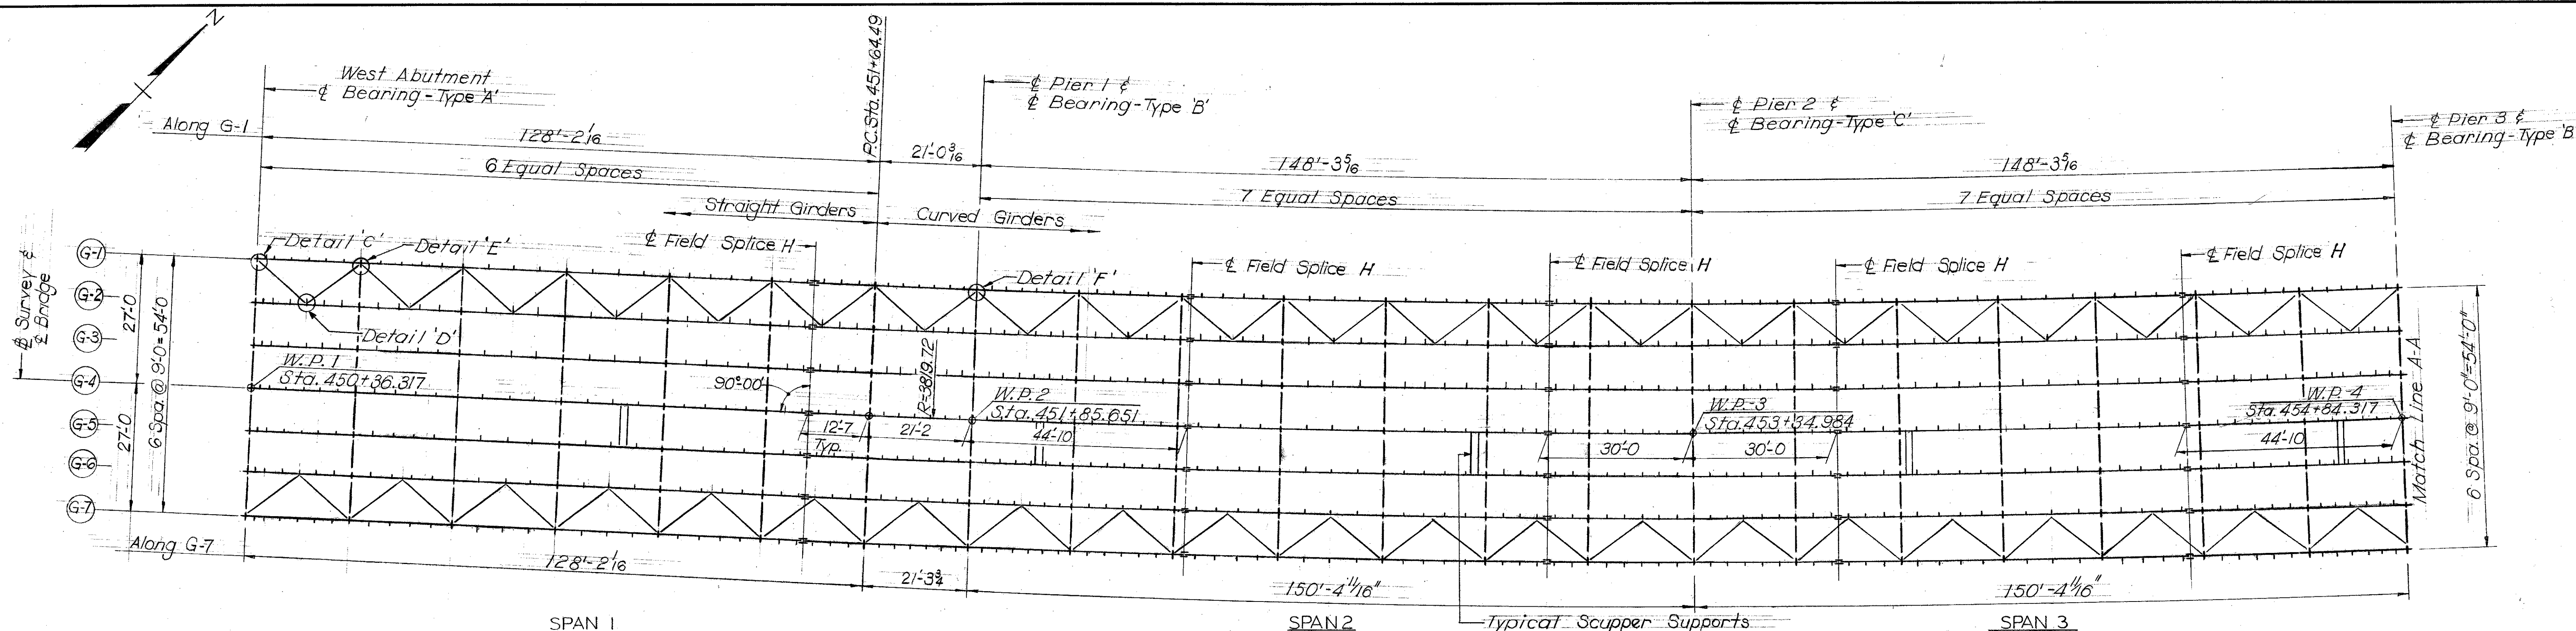 N
West Abutment
℄ Bearing-Type 'A'
P.C. Sta. 451+64.49
℄ Pier 1 &
℄ Bearing-Type 'B'
℄ Pier 2 &
℄ Bearing-Type 'C'
℄ Pier 3 &
℄ Bearing-Type 'B
Along G-1
128'-2 1/16
21'-0 3/16
148'-3 5/16
148'-3 5/16
6 Equal Spaces
7 Equal Spaces
7 Equal Spaces
Straight Girders
Curved Girders
Detail 'C'
Detail 'E'
℄ Field Splice H
Detail 'F'
℄ Field Splice H
℄ Field Splice H
℄ Field Splice H
℄ Field Splice H
℄ Survey &
℄ Bridge
G-1
G-2
G-3
G-4
G-5
G-6
G-7
27'-0
27'-0
6 Spa. @ 9'-0=54'-0
Detail 'D'
W.P. 1
Sta. 450+36.317
90°00'
R=3819.72
W.P. 2
Sta. 451+85.651
W.P.-3
Sta. 453+34.984
W.P.-4
Sta. 454+84.317
12'-7
Typ.
21'-2
44'-10
30'-0
30'-0
44'-10
Match Line A-A
6 Spa. @ 9'-0"=54'-0"
Along G-7
128'-2 1/16
21'-3 3/4
150'-4 11/16"
150'-4 11/16"
SPAN 1
SPAN 2
Typical Scupper Supports
SPAN 3